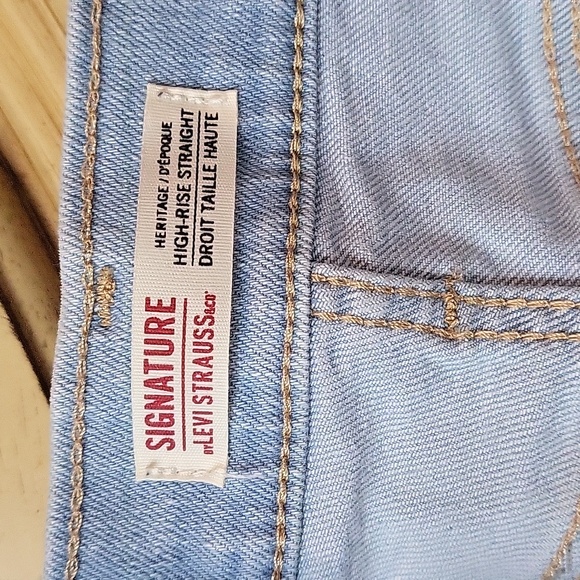 SIGNATURE
BY LEVI STRAUSS & CO®
HERITAGE / D'ÉPOQUE
HIGH-RISE STRAIGHT
DROIT TAILLE HAUTE